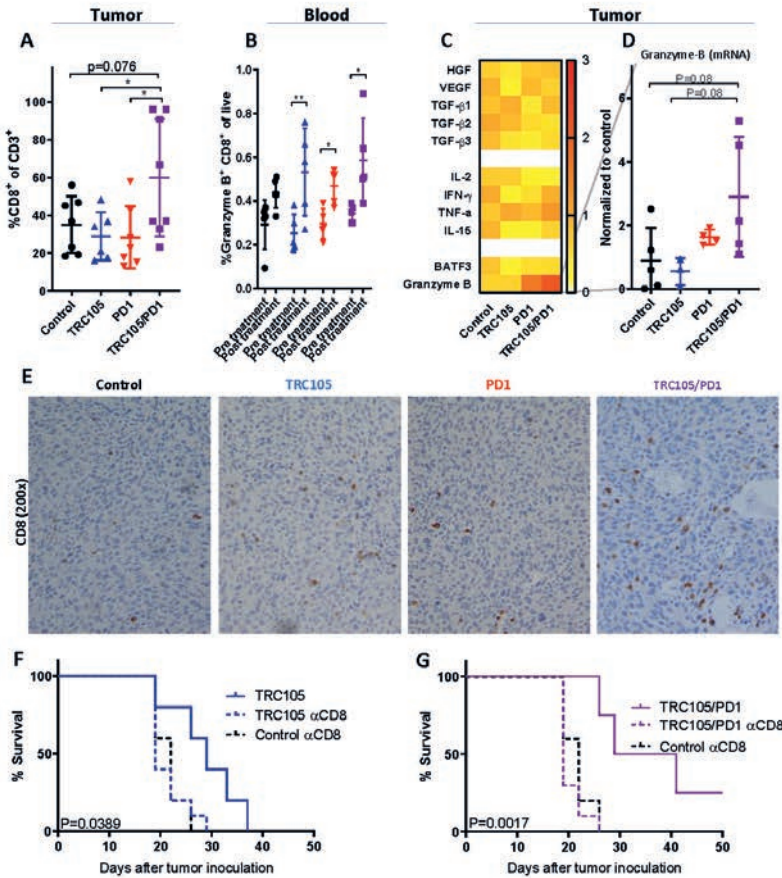 Tumor
Blood
Tumor
A
%CD8⁺ of CD3⁺
100
80
60
40
20
0
p=0.076
*
*
Control
TRC105
PD1
TRC105/PD1
B
%Granzyme B⁺ CD8⁺ of live
1.0
0.8
0.6
0.4
0.2
0.0
**
*
*
Pre treatment
Post treatment
Pre treatment
Post treatment
Pre treatment
Post treatment
Pre treatment
Post treatment
C
HGF
VEGF
TGF-β1
TGF-β2
TGF-β3
IL-2
IFN-γ
TNF-a
IL-15
BATF3
Granzyme B
Control
TRC105
PD1
TRC105/PD1
3
2
1
0
D
Granzyme-B (mRNA)
Normalized to control
6
4
2
0
P=0.08
P=0.08
Control
TRC105
PD1
TRC105/PD1
E
Control
TRC105
PD1
TRC105/PD1
CD8 (200x)
F
% Survival
100
50
0
TRC105
TRC105 αCD8
Control αCD8
P=0.0389
0
10
20
30
40
50
Days after tumor inoculation
G
% Survival
100
50
0
TRC105/PD1
TRC105/PD1 αCD8
Control αCD8
P=0.0017
0
10
20
30
40
50
Days after tumor inoculation